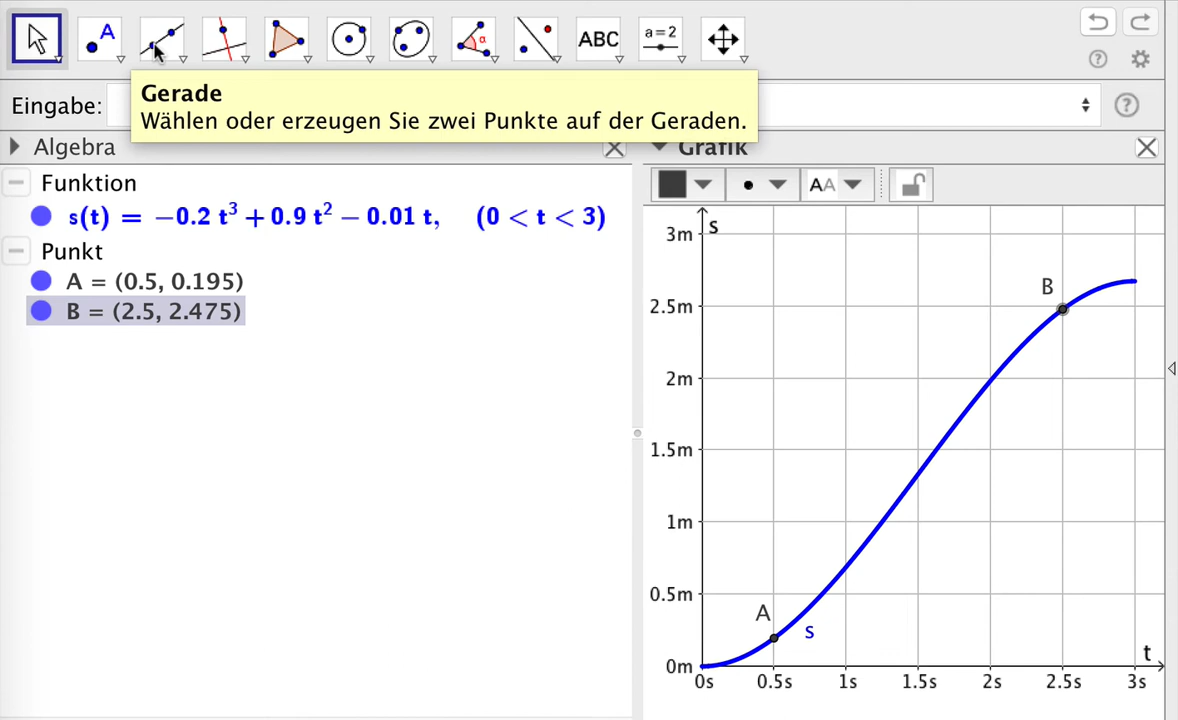 A
α
ABC
a=2
Eingabe:
Gerade
Wählen oder erzeugen Sie zwei Punkte auf der Geraden.
?
?
Algebra
Grafik
AA
Funktion
s(t) = −0.2 t³ + 0.9 t² − 0.01 t, (0 < t < 3)
Punkt
A = (0.5, 0.195)
B = (2.5, 2.475)
s
3m
B
2.5m
2m
1.5m
1m
0.5m
A
s
t
0m
0s 0.5s 1s 1.5s 2s 2.5s 3s